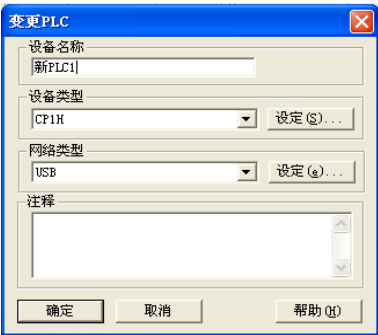 变更PLC
设备名称
新PLC1
设备类型
CP1H
设定(S)...
网络类型
USB
设定(e)...
注释
确定
取消
帮助(H)